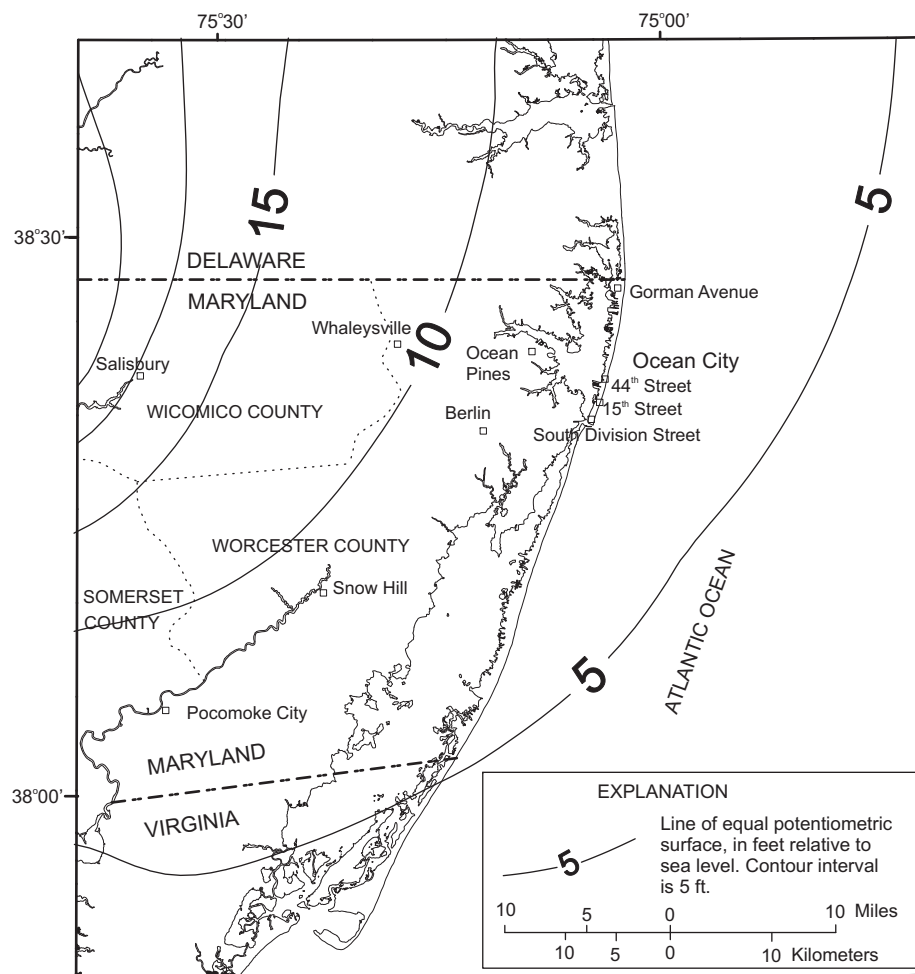 75°30’ 75°00’
15
5
38°30’
DELAWARE
MARYLAND
Gorman Avenue
Whaleysville
10
Ocean
Pines
Ocean City
Salisbury
44th Street
WICOMICO COUNTY
15th Street
Berlin
South Division Street
WORCESTER COUNTY
SOMERSET
COUNTY
Snow Hill
ATLANTIC OCEAN
5
Pocomoke City
MARYLAND
38°00’
VIRGINIA
EXPLANATION
5
Line of equal potentiometric
surface, in feet relative to
sea level. Contour interval
is 5 ft.
10 5 0 10 Miles
10 5 0 10 Kilometers